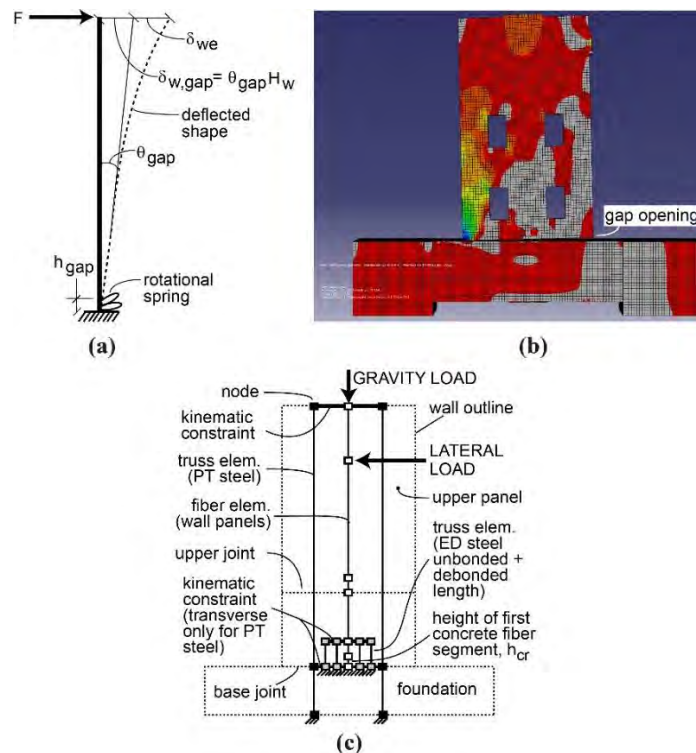 F
δwe
δw,gap= θgapHw
deflected
shape
θgap
hgap
rotational
spring
(a)
gap opening
(b)
GRAVITY LOAD
node
wall outline
kinematic
constraint
LATERAL
LOAD
truss elem.
(PT steel)
upper panel
fiber elem.
(wall panels)
truss elem.
(ED steel
unbonded +
debonded
length)
upper joint
kinematic
constraint
(transverse
only for PT
steel)
height of first
concrete fiber
segment, hcr
base joint
foundation
(c)